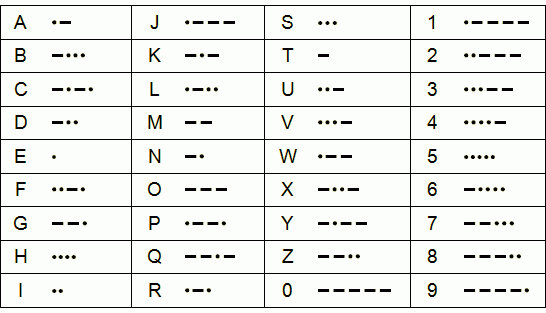 A •– J •––– S ••• 1 •––––
B –••• K –•– T – 2 ••–––
C –•–• L •–•• U ••– 3 •••––
D –•• M –– V •••– 4 ••••–
E • N –• W •–– 5 •••••
F ••–• O ––– X –••– 6 –••••
G ––• P •––• Y –•–– 7 ––•••
H •••• Q ––•– Z ––•• 8 –––••
I •• R •–• 0 ––––– 9 ––––•